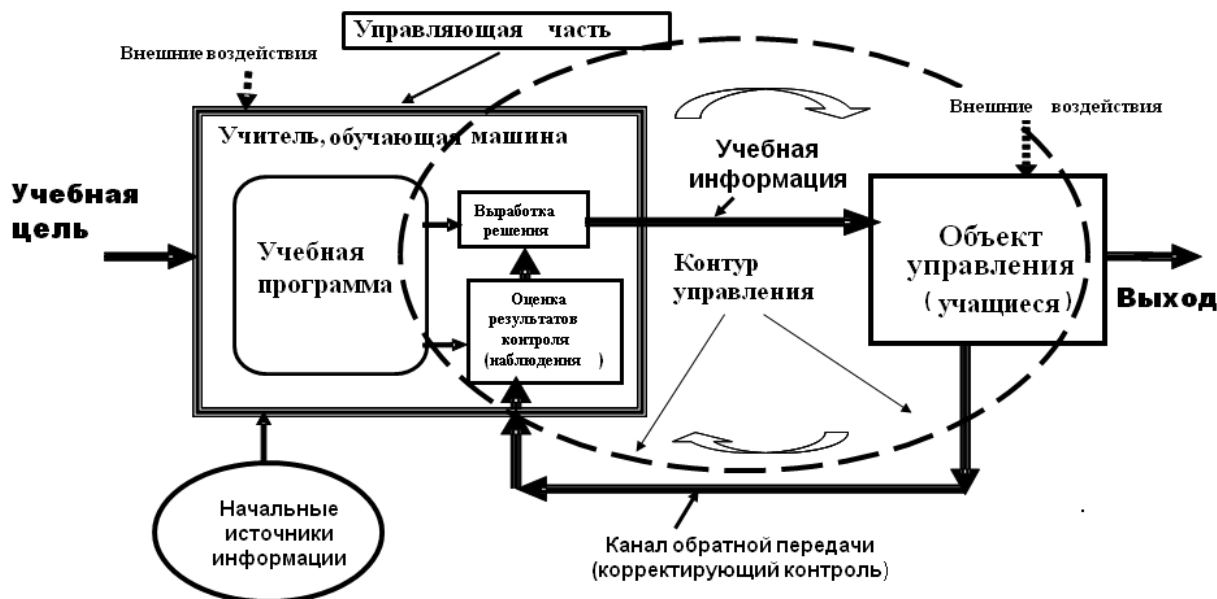 Управляющая часть
Внешние воздействия
Внешние воздействия
Учитель, обучающая машина
Учебная
информация
Учебная
цель
Выработка
решения
Учебная
программа
Объект
управления
( учащиеся )
Контур
управления
Выход
Оценка
результатов
контроля
(наблюдения )
Начальные
источники
информации
Канал обратной передачи
(корректирующий контроль)